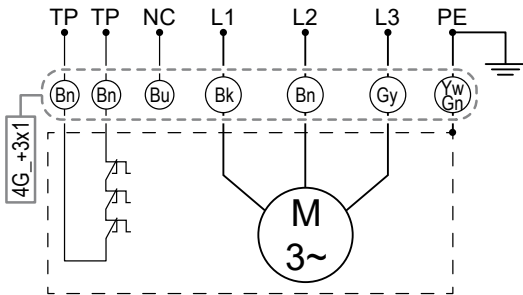 TP TP NC L1 L2 L3 PE
Bn Bn Bu Bk Bn Gy Yw Gn
4G_+3x1
M
3~